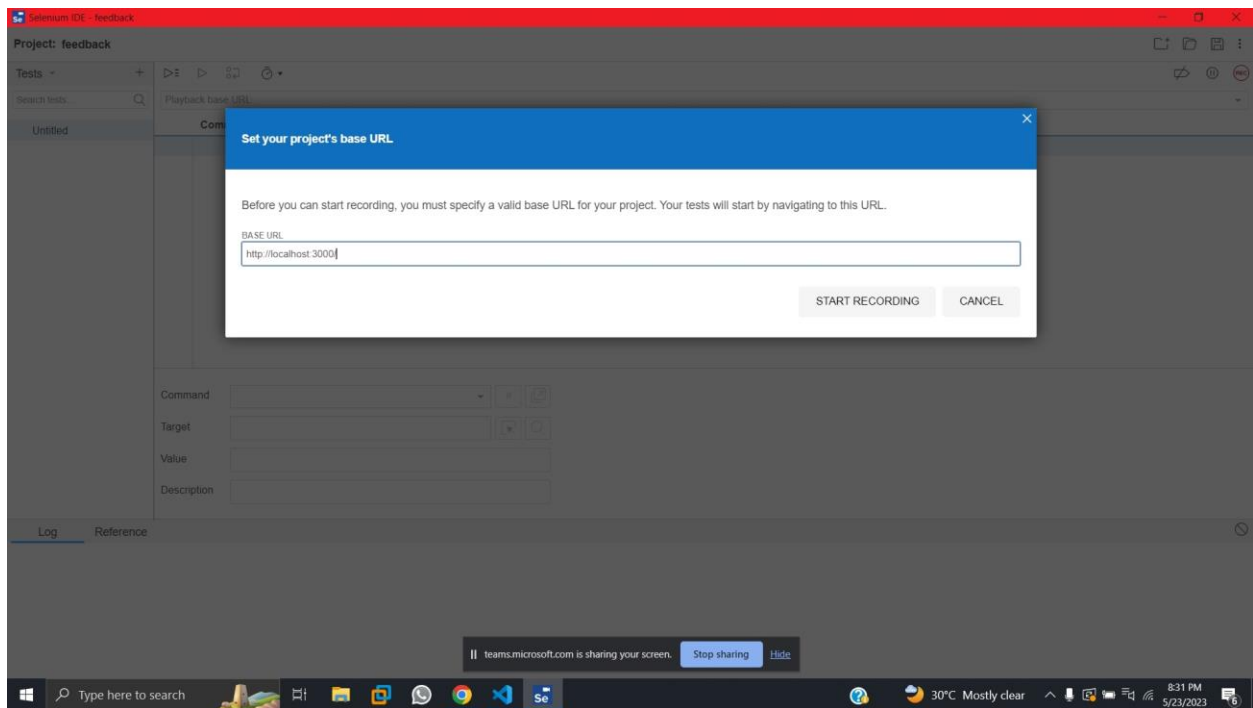 Selenium IDE - feedback
Project: feedback
Tests
Search tests...
Playback base URL
REC
Untitled
Com
Set your project's base URL
Before you can start recording, you must specify a valid base URL for your project. Your tests will start by navigating to this URL.
BASE URL
http://localhost:3000/
START RECORDING
CANCEL
Command
Target
Value
Description
Log
Reference
teams.microsoft.com is sharing your screen.
Stop sharing
Hide
Type here to search
Se
30°C Mostly clear
8:31 PM
5/23/2023
6